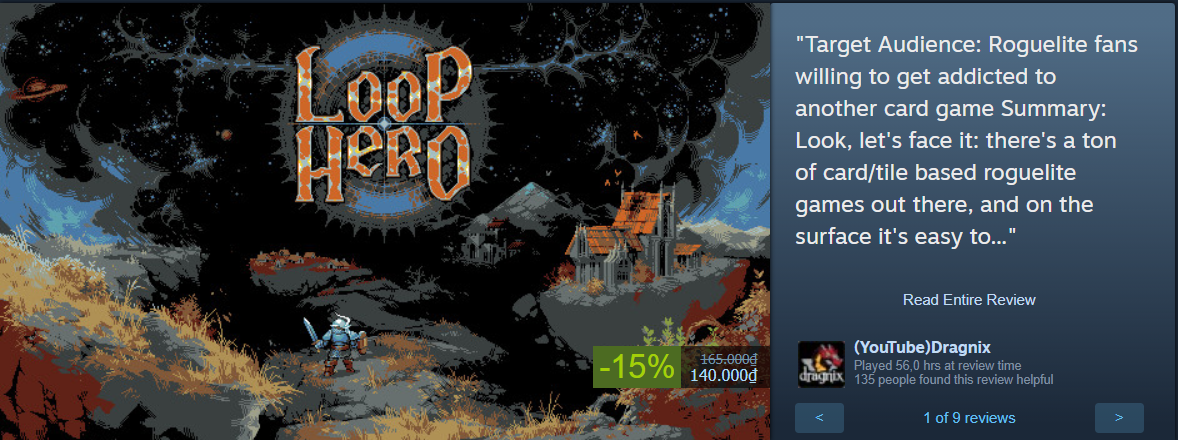 LOOP
HERO
-15%
165.000₫
140.000₫
"Target Audience: Roguelite fans
willing to get addicted to
another card game Summary:
Look, let's face it: there's a ton
of card/tile based roguelite
games out there, and on the
surface it's easy to..."
Read Entire Review
dragnix
(YouTube)Dragnix
Played 56,0 hrs at review time
135 people found this review helpful
<
1 of 9 reviews
>